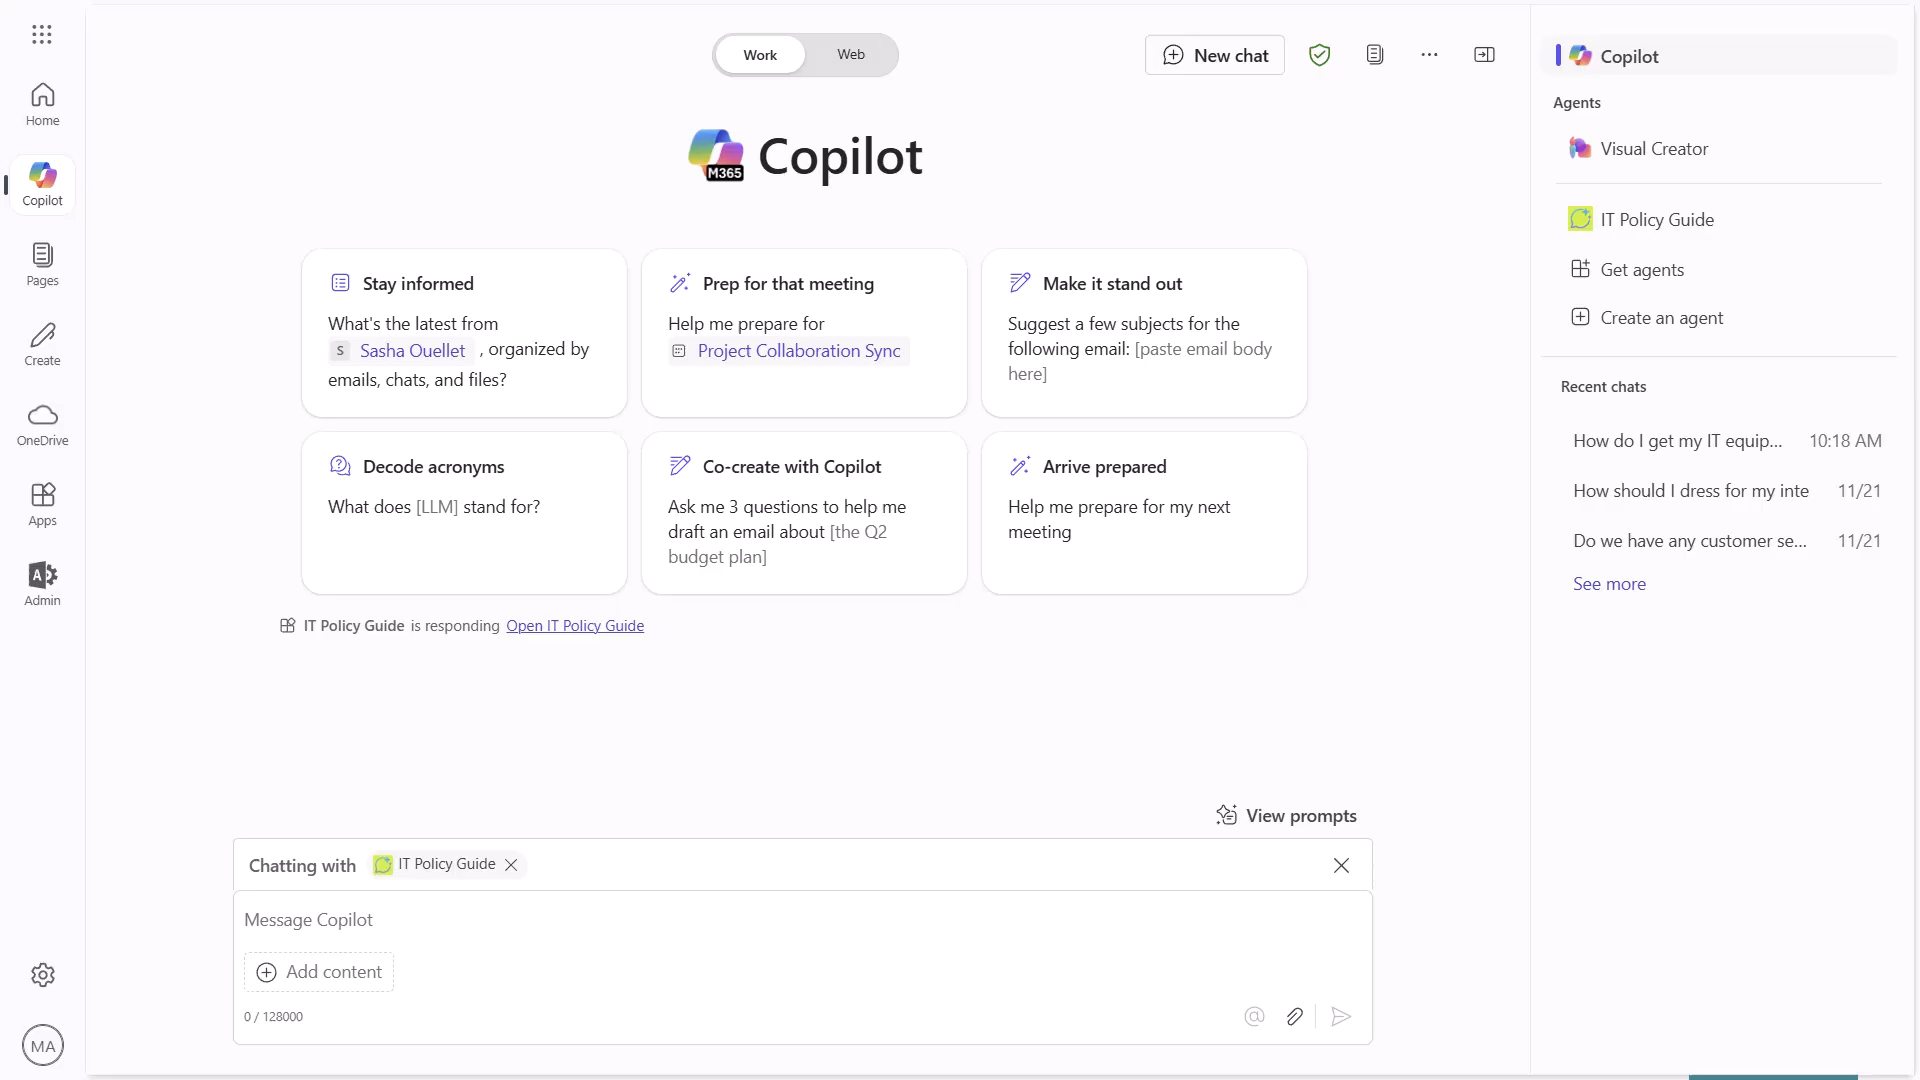 Home
Copilot
Pages
Create
OneDrive
Apps
Admin
MA
Work
Web
New chat
M365
Copilot
Stay informed
What's the latest from
S Sasha Ouellet , organized by
emails, chats, and files?
Prep for that meeting
Help me prepare for
Project Collaboration Sync
Make it stand out
Suggest a few subjects for the
following email: [paste email body
here]
Decode acronyms
What does [LLM] stand for?
Co-create with Copilot
Ask me 3 questions to help me
draft an email about [the Q2
budget plan]
Arrive prepared
Help me prepare for my next
meeting
IT Policy Guide is responding Open IT Policy Guide
View prompts
Chatting with IT Policy Guide
Message Copilot
Add content
0 / 128000
Copilot
Agents
Visual Creator
IT Policy Guide
Get agents
Create an agent
Recent chats
How do I get my IT equip... 10:18 AM
How should I dress for my inte 11/21
Do we have any customer se... 11/21
See more